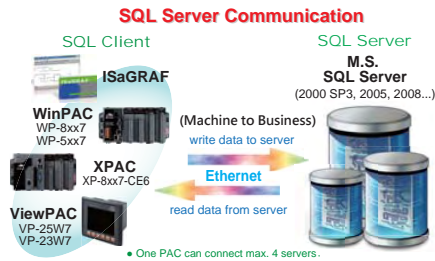 SQL Server Communication
SQL Client
SQL Server
ISaGRAF
M.S.
SQL Server
(2000 SP3, 2005, 2008...)
WinPAC
WP-8xx7
WP-5xx7
(Machine to Business)
write data to server
XPAC
XP-8xx7-CE6
Ethernet
read data from server
ViewPAC
VP-25W7
VP-23W7
• One PAC can connect max. 4 servers.